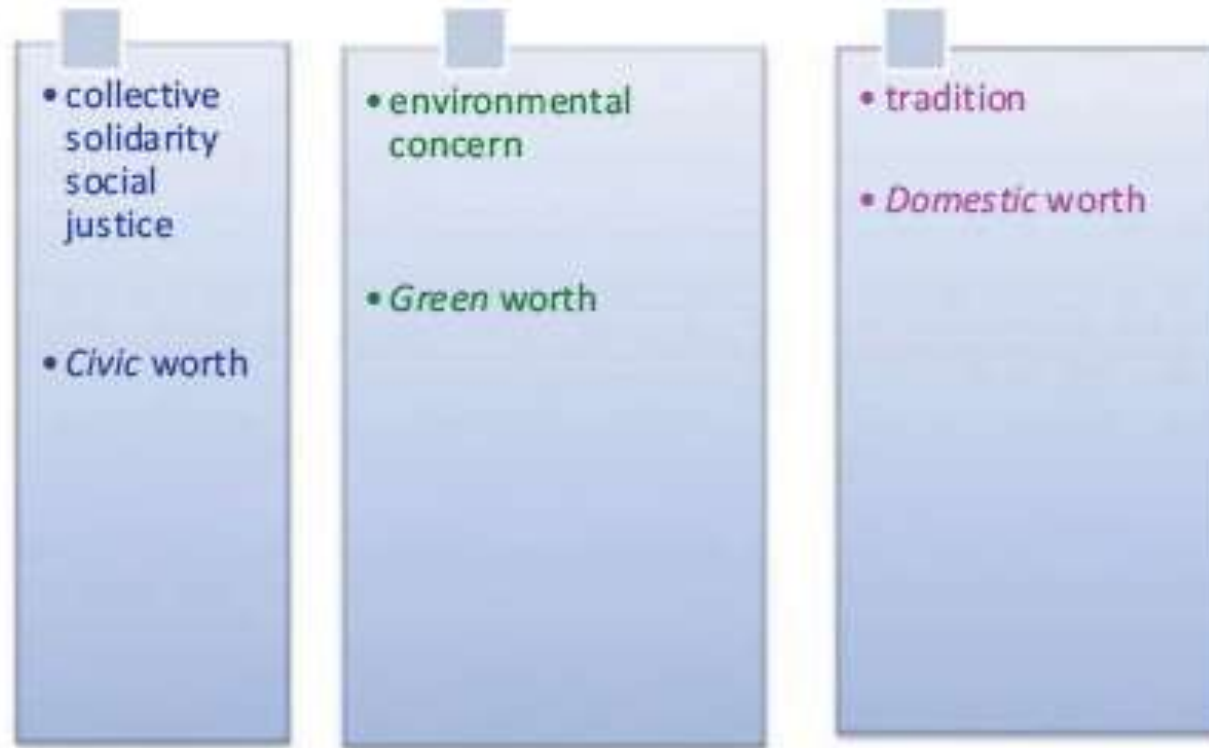 • collective
solidarity
social
justice
• Civic worth
• environmental
concern
• Green worth
• tradition
• Domestic worth